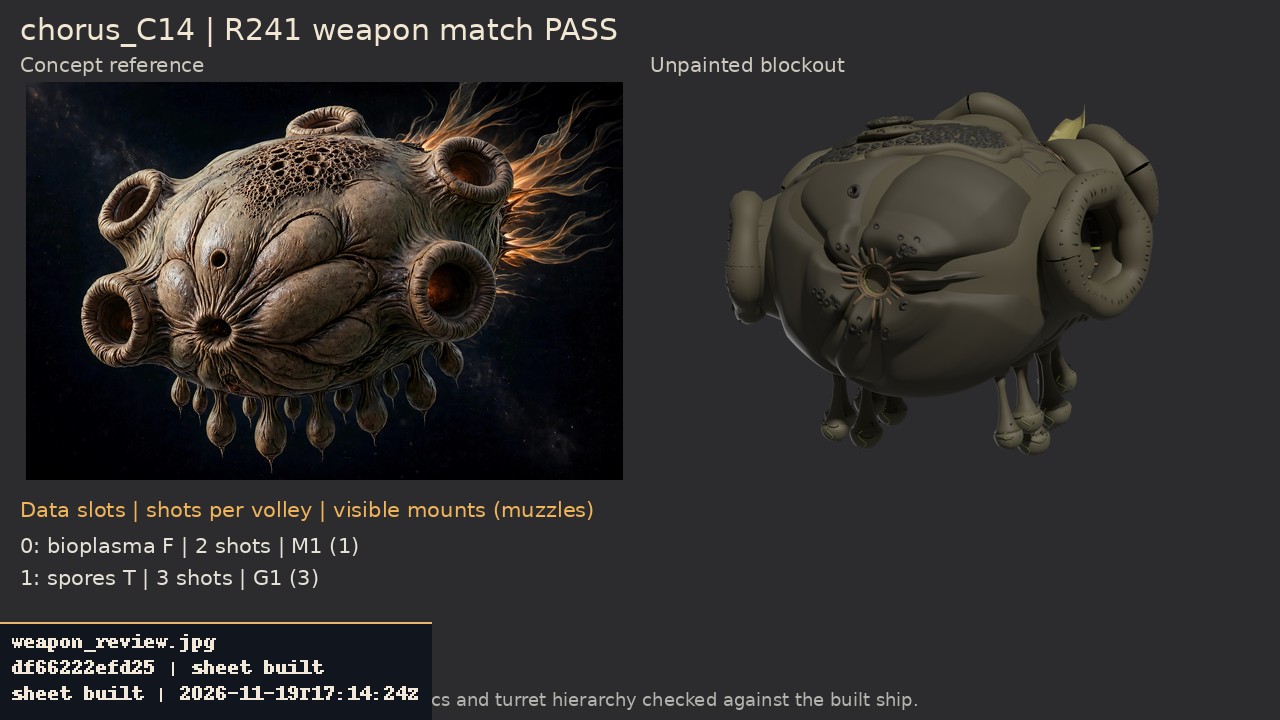 chorus_C14 | R241 weapon match PASS
Concept reference
Unpainted blockout
Data slots | shots per volley | visible mounts (muzzles)
0: bioplasma F | 2 shots | M1 (1)
1: spores T | 3 shots | G1 (3)
weapon_review.jpg
df66222efd25 | sheet built
sheet built | 2026-11-19T17:14:24Z
and turret hierarchy checked against the built ship.